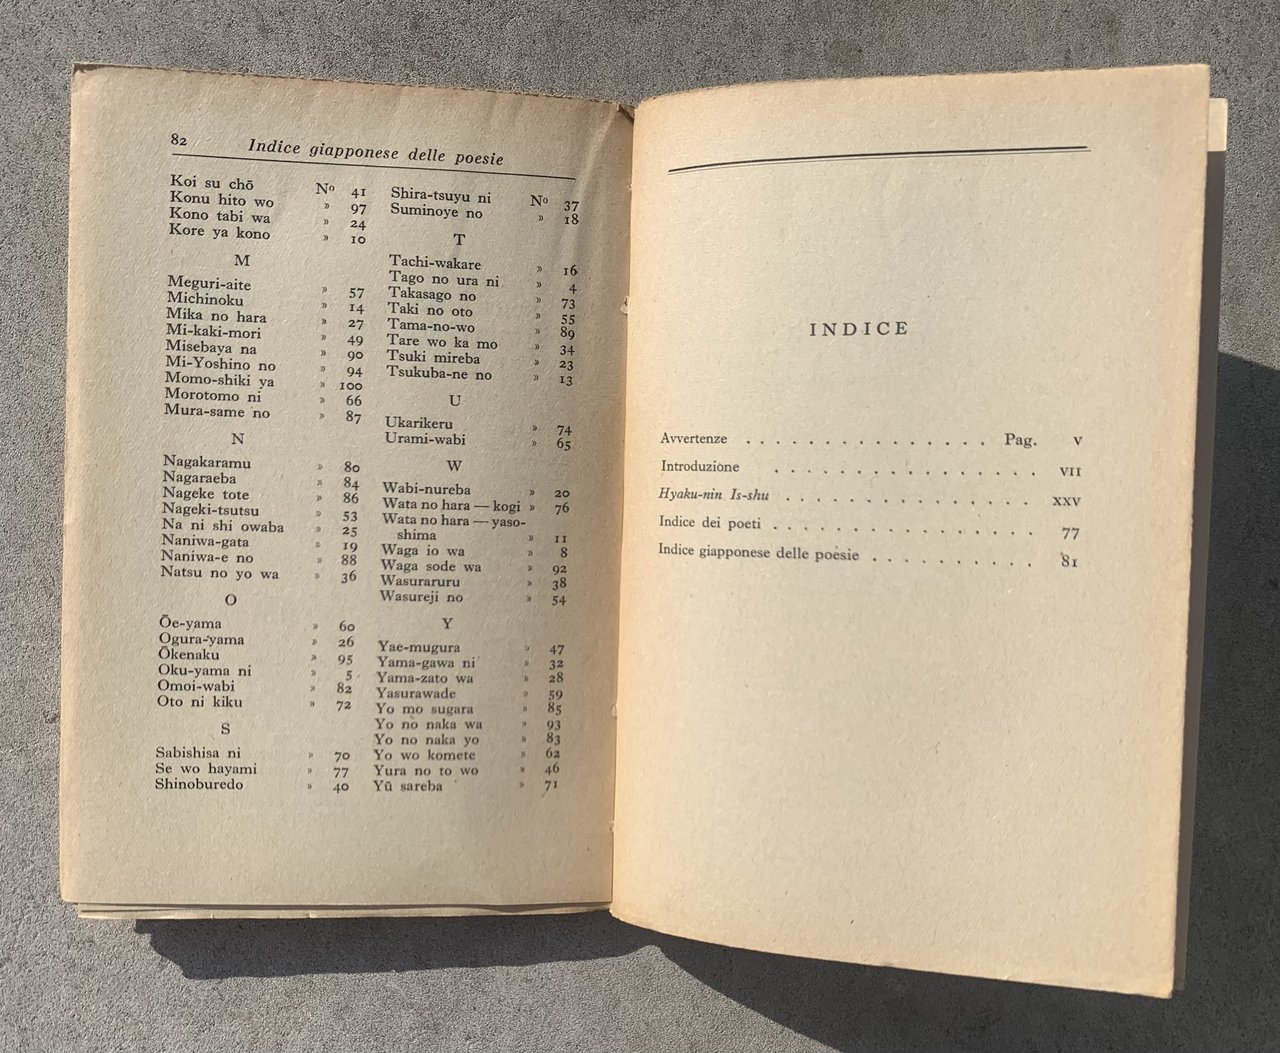 82 Indice giapponese delle poesie
Koi su chō Nº 41
Konu hito wo » 97
Kono tabi wa » 24
Kore ya kono » 10
M
Meguri-aite » 57
Michinoku » 14
Mika no hara » 27
Mi-kaki-mori » 49
Misebaya na » 90
Mi-Yoshino no » 94
Momo-shiki ya » 100
Morotomo ni » 66
Mura-same no » 87
N
Nagakaramu » 80
Nagaraeba » 84
Nageke tote » 86
Nageki-tsutsu » 53
Na ni shi owaba » 25
Naniwa-gata » 19
Naniwa-e no » 88
Natsu no yo wa » 36
O
Ōe-yama » 60
Ogura-yama » 26
Ōkenaku » 95
Oku-yama ni » 5
Omoi-wabi » 82
Oto ni kiku » 72
S
Sabishisa ni » 70
Se wo hayami » 77
Shinoburedo » 40
Shira-tsuyu ni Nº 37
Suminoye no » 18
T
Tachi-wakare » 16
Tago no ura ni » 4
Takasago no » 73
Taki no oto » 55
Tama-no-wo » 89
Tare wo ka mo » 34
Tsuki mireba » 23
Tsukuba-ne no » 13
U
Ukarikeru » 74
Urami-wabi » 65
W
Wabi-nureba » 20
Wata no hara — kogi » 76
Wata no hara — yaso-
shima » 11
Waga io wa » 8
Waga sode wa » 92
Wasuraruru » 38
Wasureji no » 54
Y
Yae-mugura » 47
Yama-gawa ni » 32
Yama-zato wa » 28
Yasurawade » 59
Yo mo sugara » 85
Yo no naka wa » 93
Yo no naka yo » 83
Yo wo komete » 62
Yura no to wo » 46
Yū sareba » 71
INDICE
Avvertenze . . . . . . . . . . . . . . . Pag. V
Introduzione . . . . . . . . . . . . . . . . VII
Hyaku-nin Is-shu . . . . . . . . . . . . . . . XXV
Indice dei poeti . . . . . . . . . . . . . . . . 77
Indice giapponese delle poesie . . . . . . . . . . 81